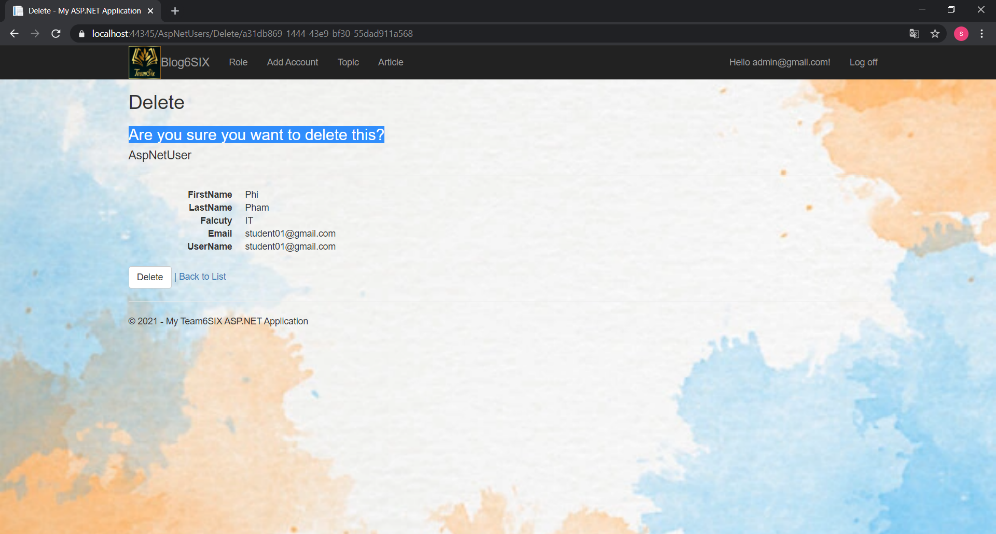 Delete - My ASP.NET Application
localhost:44345/AspNetUsers/Delete/a31db869-1444-43e9-bf30-55dad911a568
S
TeamSix
Blog6SIX Role Add Account Topic Article Hello admin@gmail.com! Log off
Delete
Are you sure you want to delete this?
AspNetUser
FirstName Phi
LastName Pham
Falcuty IT
Email student01@gmail.com
UserName student01@gmail.com
Delete | Back to List
© 2021 - My Team6SIX ASP.NET Application